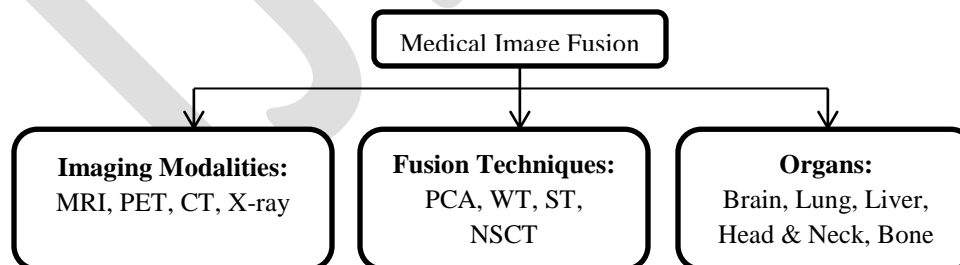 Medical Image Fusion
Imaging Modalities:
MRI, PET, CT, X-ray
Fusion Techniques:
PCA, WT, ST,
NSCT
Organs:
Brain, Lung, Liver,
Head & Neck, Bone